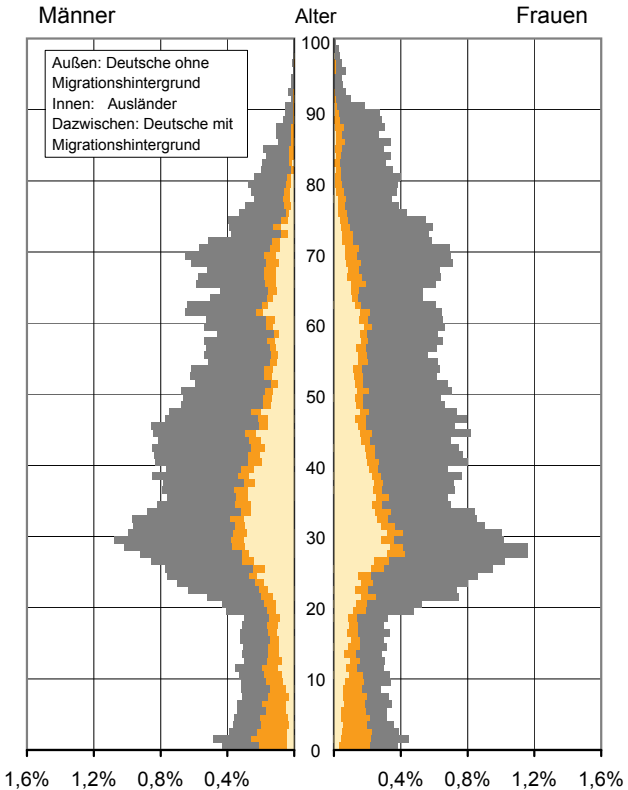 Männer Alter Frauen
100
Außen: Deutsche ohne
Migrationshintergrund
Innen: Ausländer
Dazwischen: Deutsche mit
Migrationshintergrund
90
80
70
60
50
40
30
20
10
0
1,6% 1,2% 0,8% 0,4% 0,4% 0,8% 1,2% 1,6%